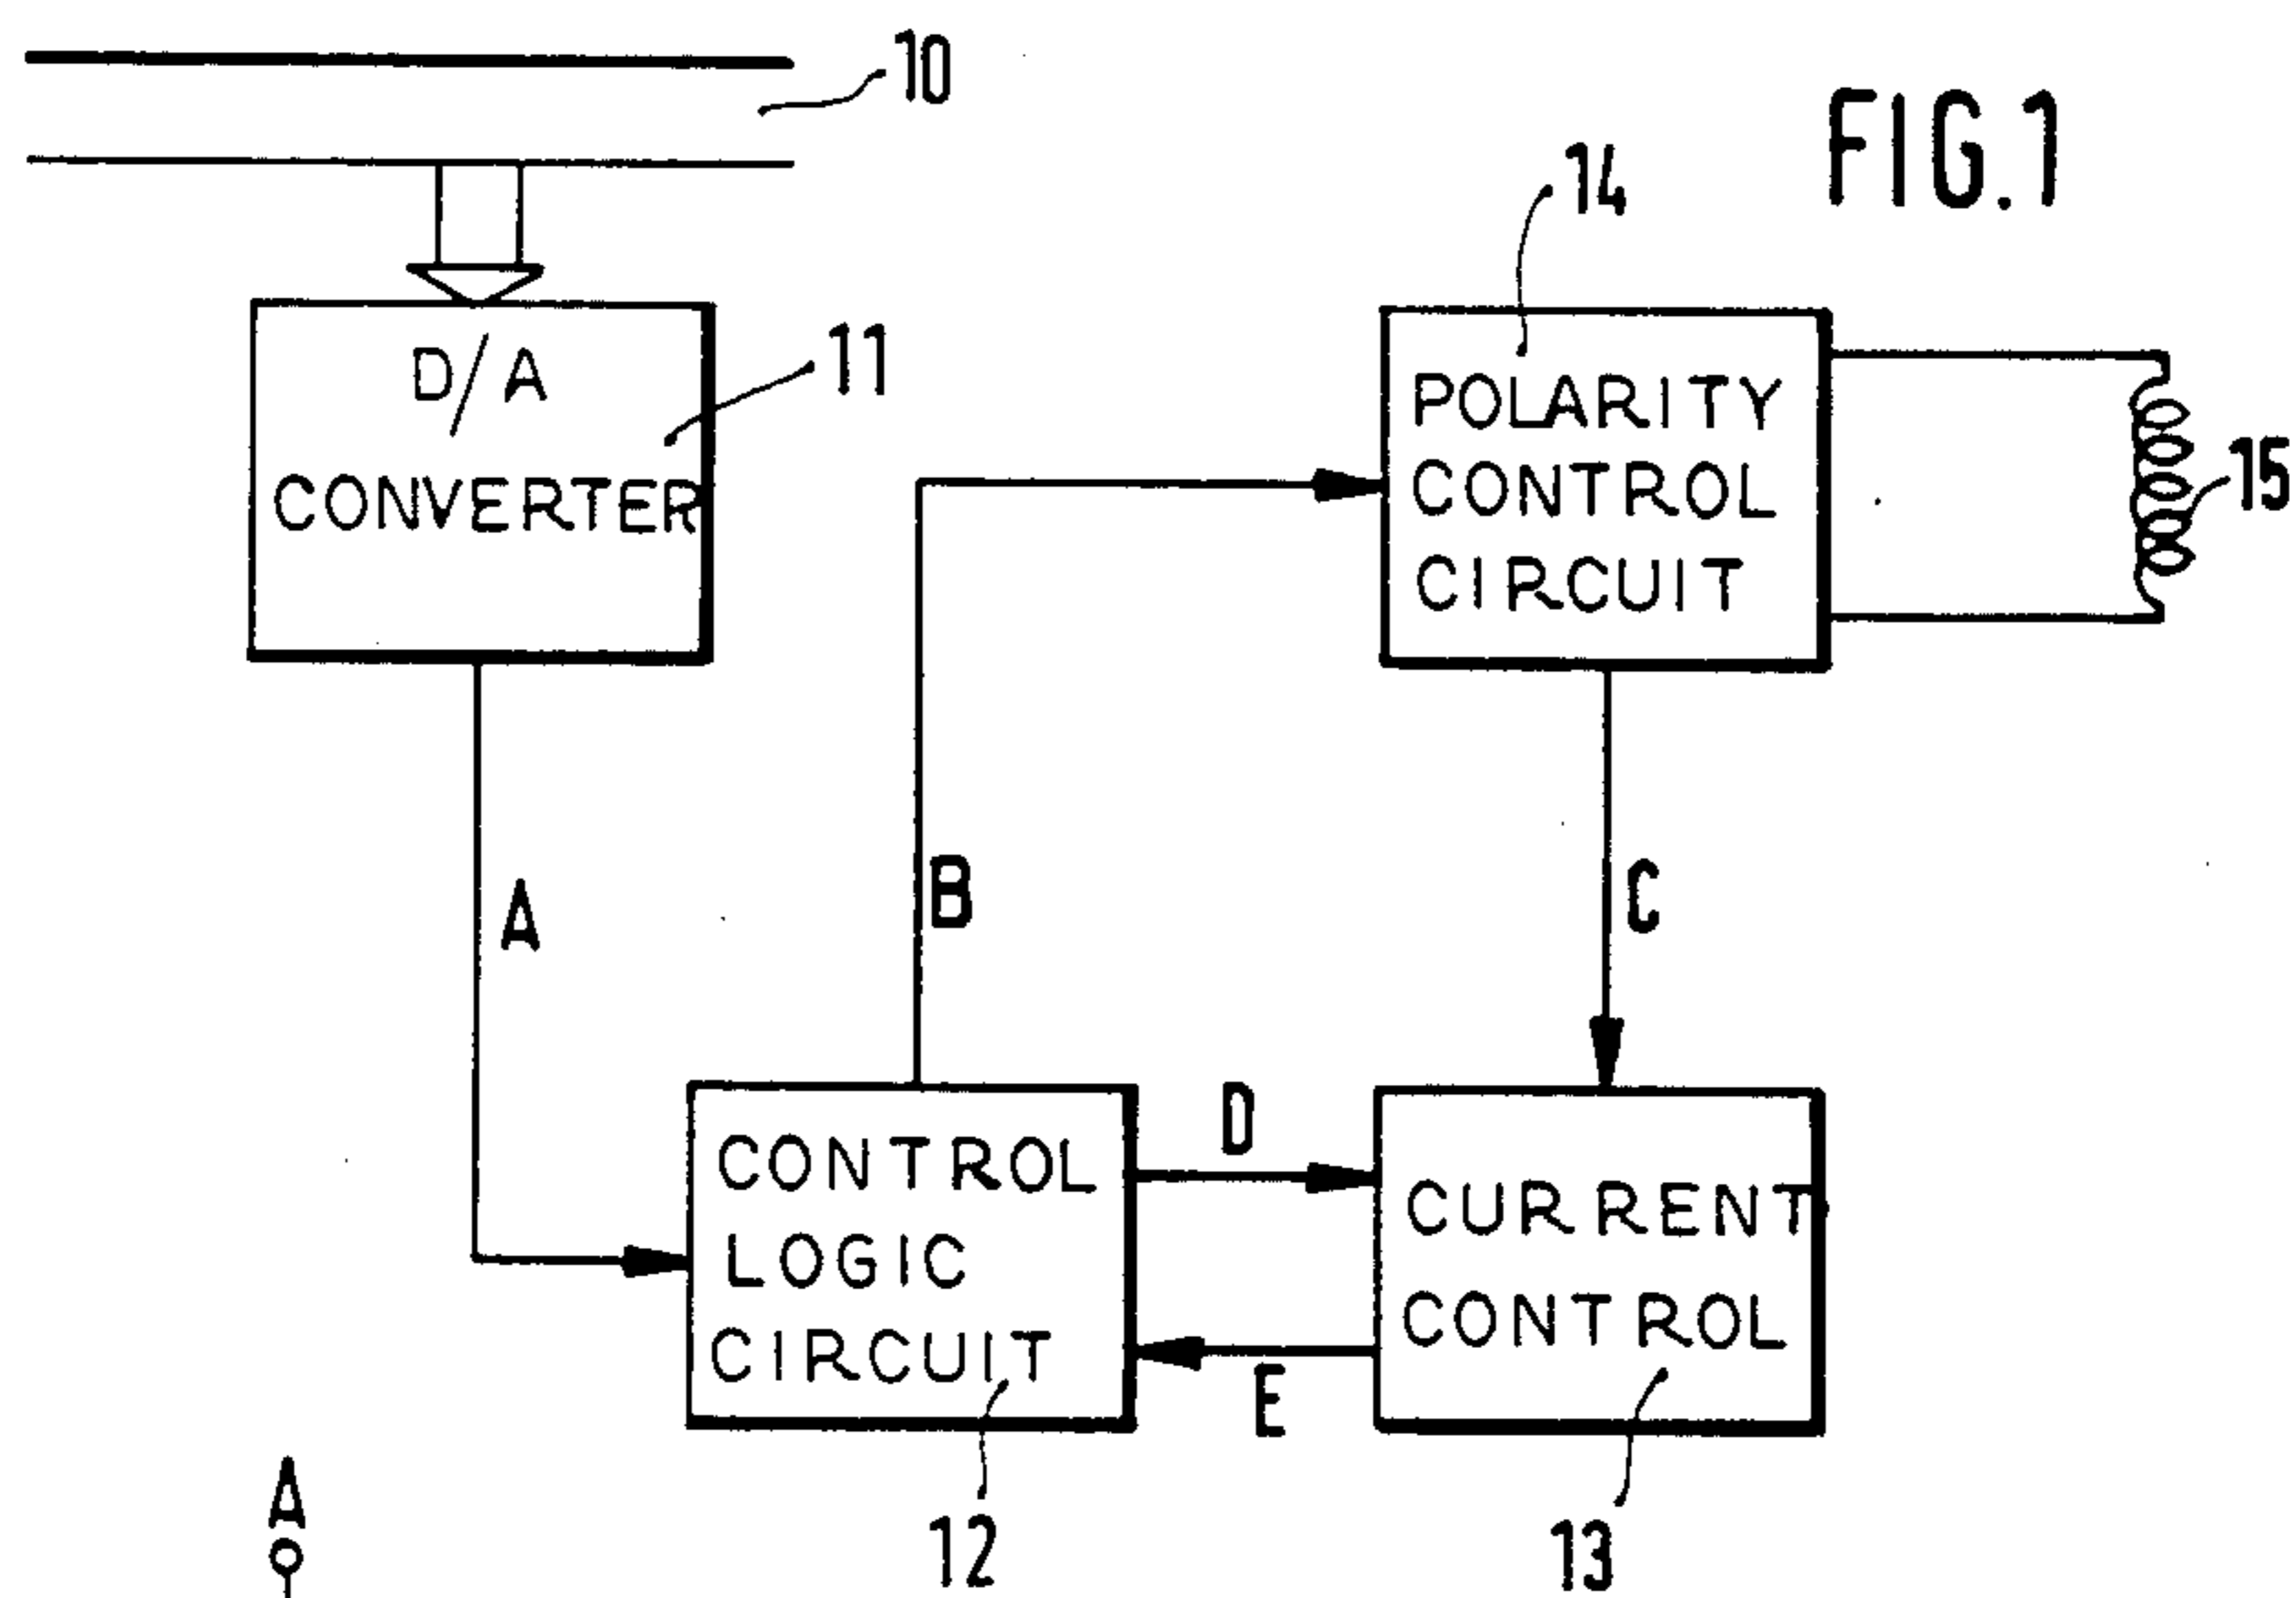 10
FIG.1
14
D/A
CONVERTER
11
POLARITY
CONTROL
CIRCUIT
15
A
B
C
D
E
CONTROL
LOGIC
CIRCUIT
CURRENT
CONTROL
12
13
A